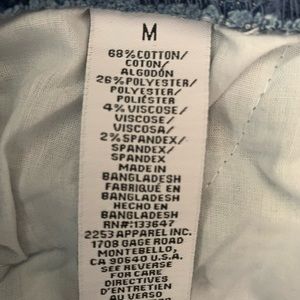 M
68% COTTON/
COTON/
ALGODÓN
26% POLYESTER/
POLYESTER/
POLIÉSTER
4% VISCOSE/
VISCOSE/
VISCOSA/
2% SPANDEX/
SPANDEX/
SPANDEX
MADE IN
BANGLADESH
FABRIQUÉ EN
BANGLADESH
HECHO EN
BANGLADESH
RN#:133647
2253 APPAREL INC.
1708 GAGE ROAD
MONTEBELLO,
CA 90640 U.S.A.
SEE REVERSE
FOR CARE
DIRECTIVES
D'ENTRETIEN
AU VERSO